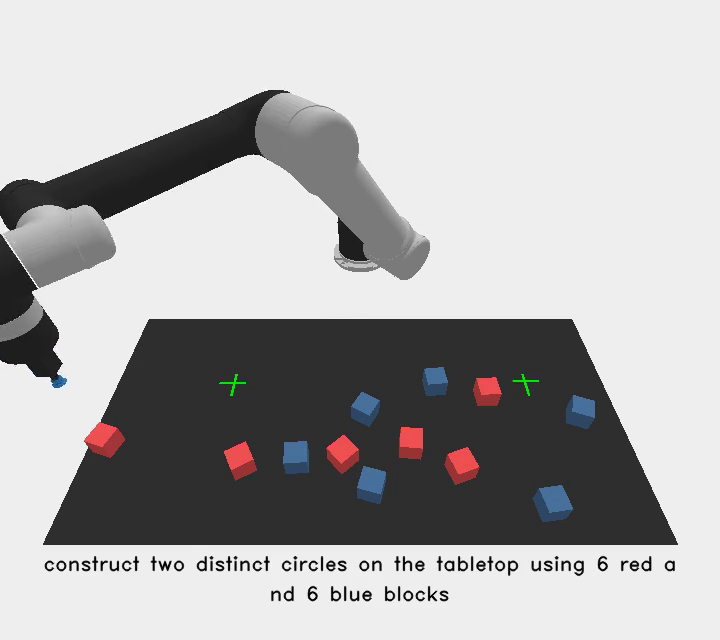 construct two distinct circles on the tabletop using 6 red a
nd 6 blue blocks